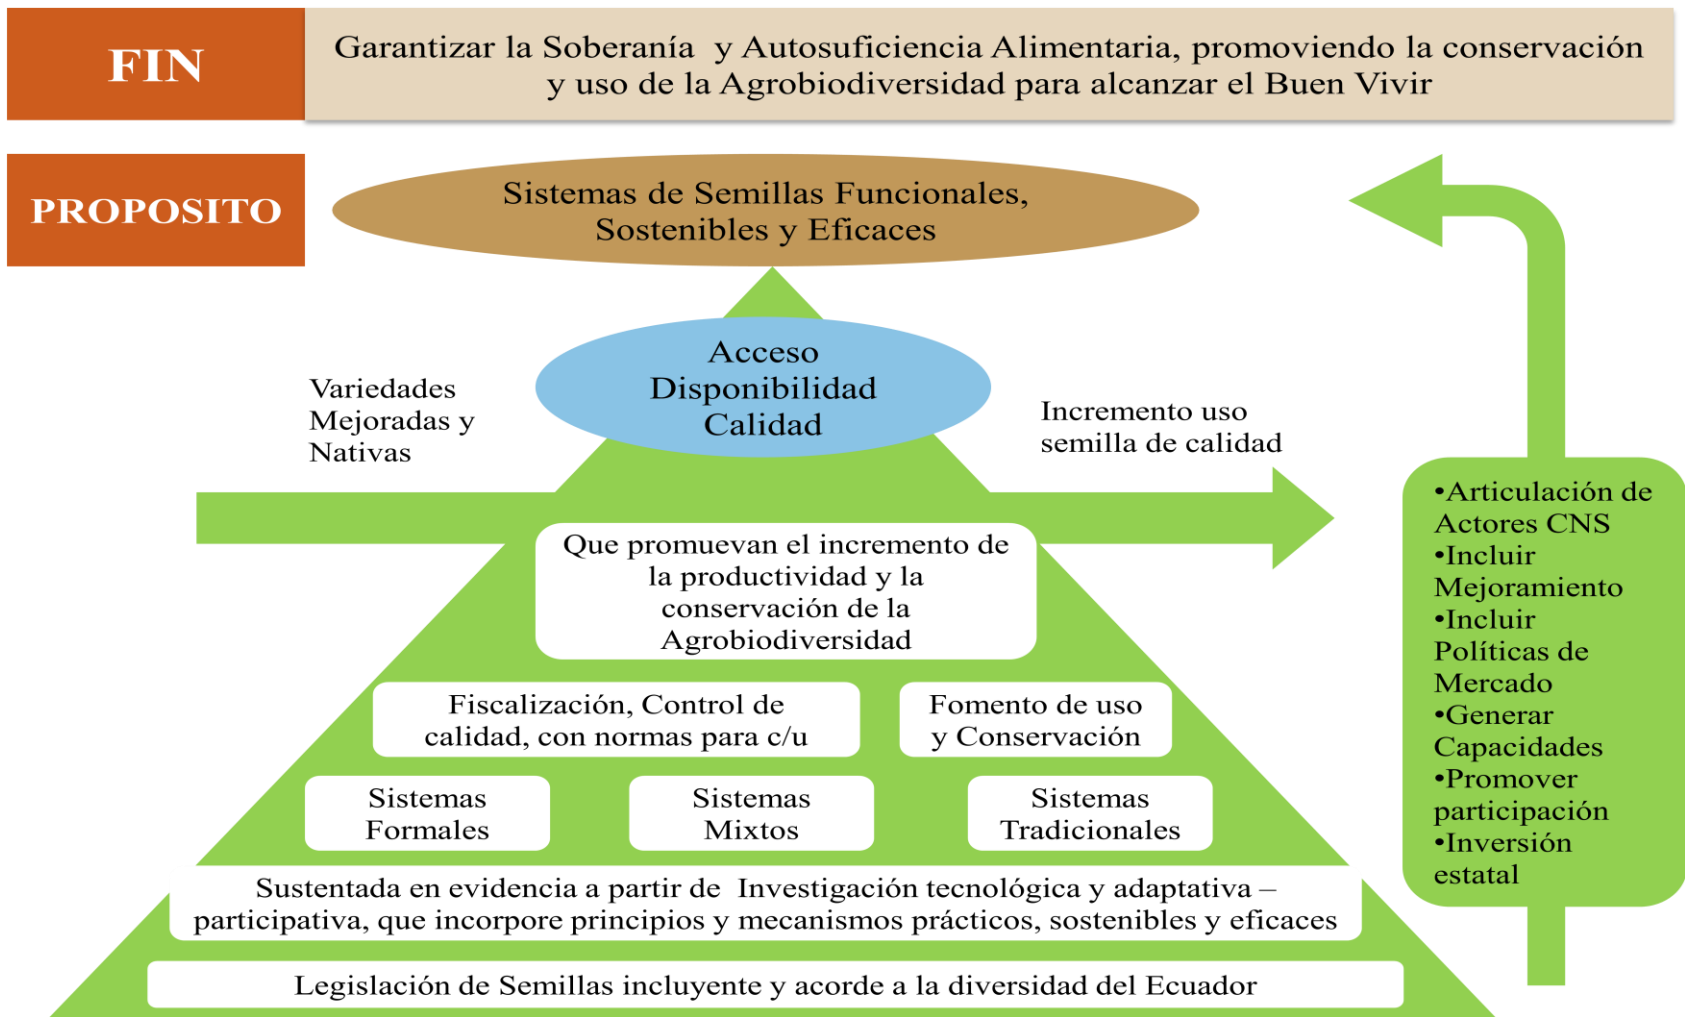 FIN
Garantizar la Soberanía y Autosuficiencia Alimentaria, promoviendo la conservación
y uso de la Agrobiodiversidad para alcanzar el Buen Vivir
PROPOSITO
Sistemas de Semillas Funcionales,
Sostenibles y Eficaces
Acceso
Disponibilidad
Calidad
Variedades
Mejoradas y
Nativas
Incremento uso
semilla de calidad
Que promuevan el incremento de
la productividad y la
conservación de la
Agrobiodiversidad
Fiscalización, Control de
calidad, con normas para c/u
Fomento de uso
y Conservación
Sistemas
Formales
Sistemas
Mixtos
Sistemas
Tradicionales
Sustentada en evidencia a partir de Investigación tecnológica y adaptativa –
participativa, que incorpore principios y mecanismos prácticos, sostenibles y eficaces
Legislación de Semillas incluyente y acorde a la diversidad del Ecuador
•Articulación de
Actores CNS
•Incluir
Mejoramiento
•Incluir
Políticas de
Mercado
•Generar
Capacidades
•Promover
participación
•Inversión
estatal